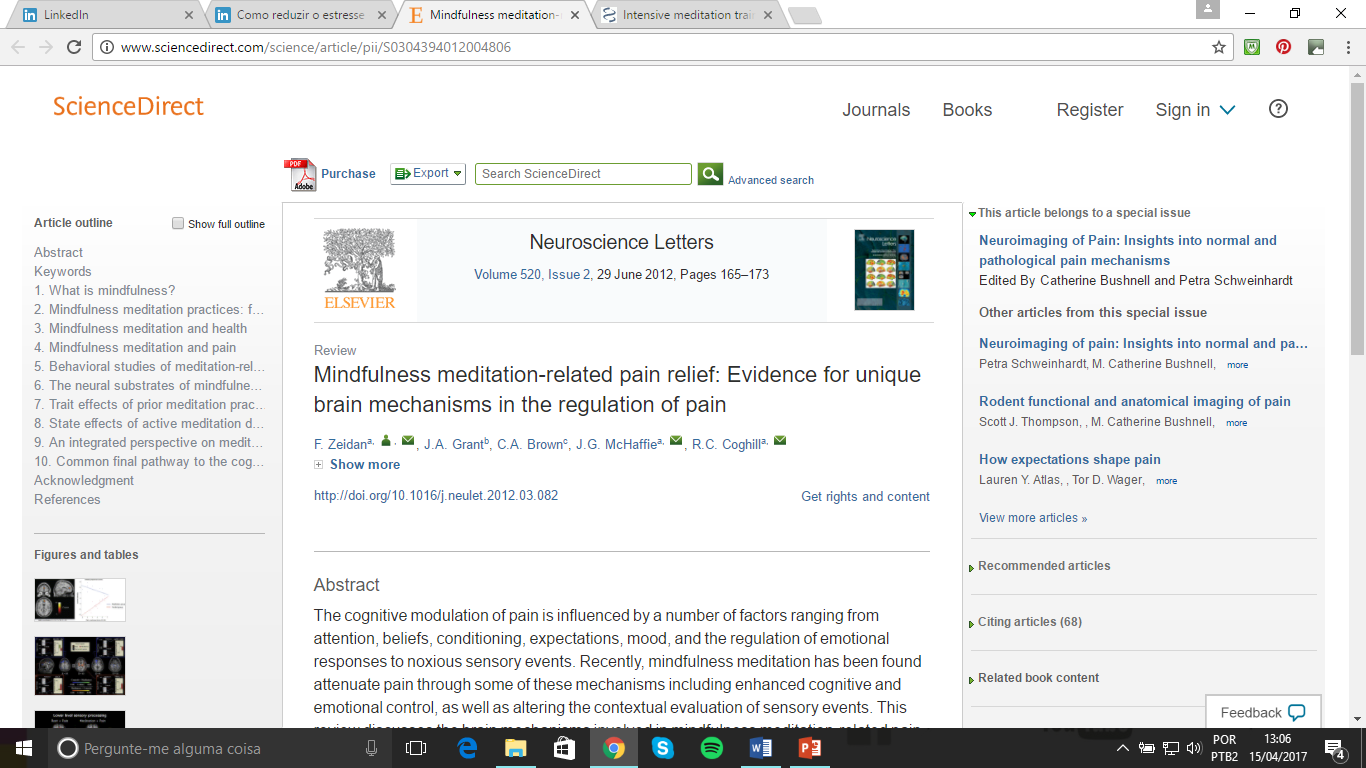 LinkedIn
Como reduzir o estresse
Mindfulness meditation-
Intensive meditation trai
www.sciencedirect.com/science/article/pii/S0304394012004806
ScienceDirect
Journals
Books
Register
Sign in
PDF
Adobe
Purchase
Export
Search ScienceDirect
Advanced search
Article outline
Show full outline
Abstract
Keywords
1. What is mindfulness?
2. Mindfulness meditation practices: f...
3. Mindfulness meditation and health
4. Mindfulness meditation and pain
5. Behavioral studies of meditation-rel...
6. The neural substrates of mindfulne...
7. Trait effects of prior meditation prac...
8. State effects of active meditation d...
9. An integrated perspective on medit...
10. Common final pathway to the cog...
Acknowledgment
References
Figures and tables
ELSEVIER
Neuroscience Letters
Volume 520, Issue 2, 29 June 2012, Pages 165–173
Review
Mindfulness meditation-related pain relief: Evidence for unique
brain mechanisms in the regulation of pain
F. Zeidana, , , J.A. Grantb, C.A. Brownc, J.G. McHaffiea, , R.C. Coghilla,
Show more
http://doi.org/10.1016/j.neulet.2012.03.082
Get rights and content
Abstract
The cognitive modulation of pain is influenced by a number of factors ranging from
attention, beliefs, conditioning, expectations, mood, and the regulation of emotional
responses to noxious sensory events. Recently, mindfulness meditation has been found
attenuate pain through some of these mechanisms including enhanced cognitive and
emotional control, as well as altering the contextual evaluation of sensory events. This
This article belongs to a special issue
Neuroimaging of Pain: Insights into normal and
pathological pain mechanisms
Edited By Catherine Bushnell and Petra Schweinhardt
Other articles from this special issue
Neuroimaging of pain: Insights into normal and pa...
Petra Schweinhardt, M. Catherine Bushnell, more
Rodent functional and anatomical imaging of pain
Scott J. Thompson, , M. Catherine Bushnell, more
How expectations shape pain
Lauren Y. Atlas, , Tor D. Wager, more
View more articles »
Recommended articles
Citing articles (68)
Related book content
Feedback
Pergunte-me alguma coisa
POR
PTB2
13:06
15/04/2017
4